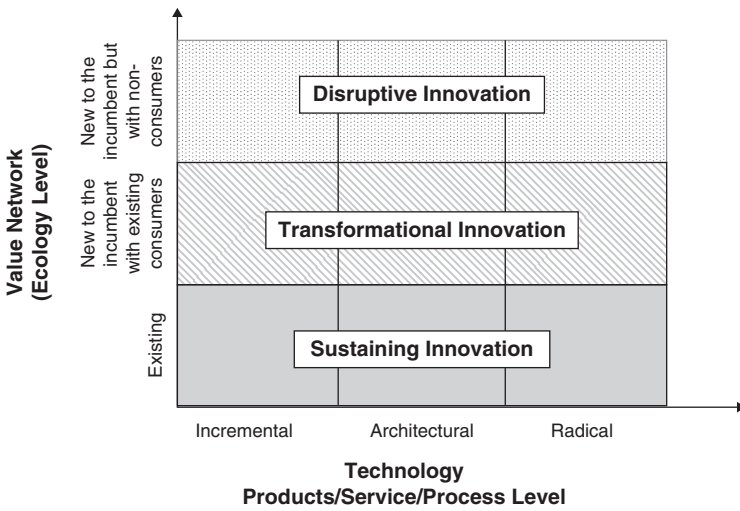 Value Network
(Ecology Level)
New to the
incumbent but
with non-
consumers
New to the
incumbent
with existing
consumers
Existing
Disruptive Innovation
Transformational Innovation
Sustaining Innovation
Incremental
Architectural
Radical
Technology
Products/Service/Process Level